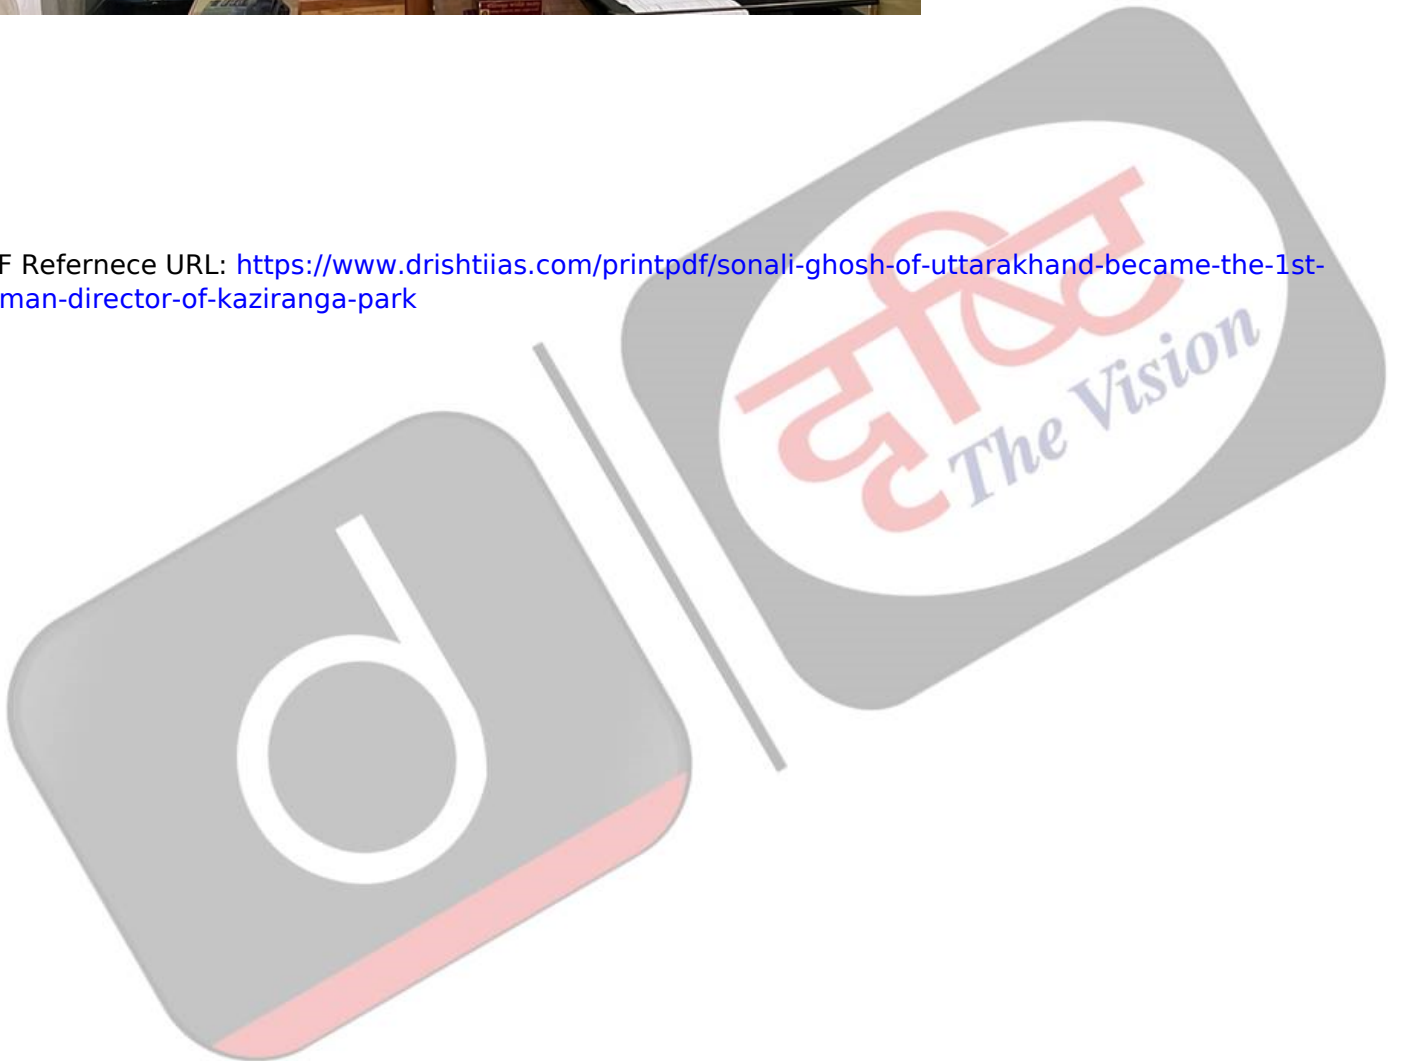 F Refernece URL: https://www.drishtiias.com/printpdf/sonali-ghosh-of-uttarakhand-became-the-1st-
man-director-of-kaziranga-park
दृष्टि
The Vision
d